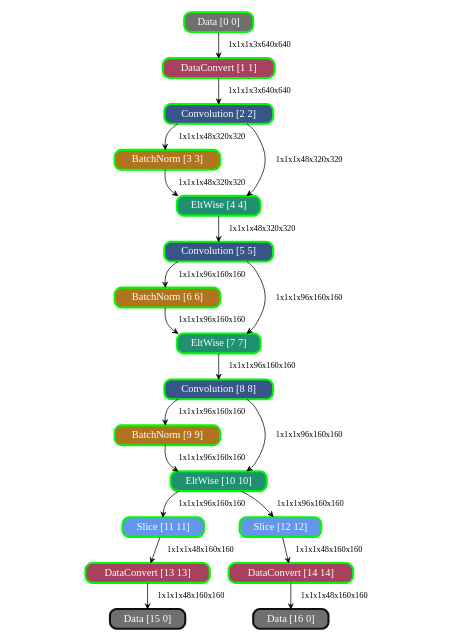 Data [0 0]
1x1x1x3x640x640
DataConvert [1 1]
1x1x1x3x640x640
Convolution [2 2]
1x1x1x48x320x320
BatchNorm [3 3]
1x1x1x48x320x320
1x1x1x48x320x320
EltWise [4 4]
1x1x1x48x320x320
Convolution [5 5]
1x1x1x96x160x160
BatchNorm [6 6]
1x1x1x96x160x160
1x1x1x96x160x160
EltWise [7 7]
1x1x1x96x160x160
Convolution [8 8]
1x1x1x96x160x160
BatchNorm [9 9]
1x1x1x96x160x160
1x1x1x96x160x160
EltWise [10 10]
1x1x1x96x160x160
1x1x1x96x160x160
Slice [11 11]
Slice [12 12]
1x1x1x48x160x160
1x1x1x48x160x160
DataConvert [13 13]
DataConvert [14 14]
1x1x1x48x160x160
1x1x1x48x160x160
Data [15 0]
Data [16 0]